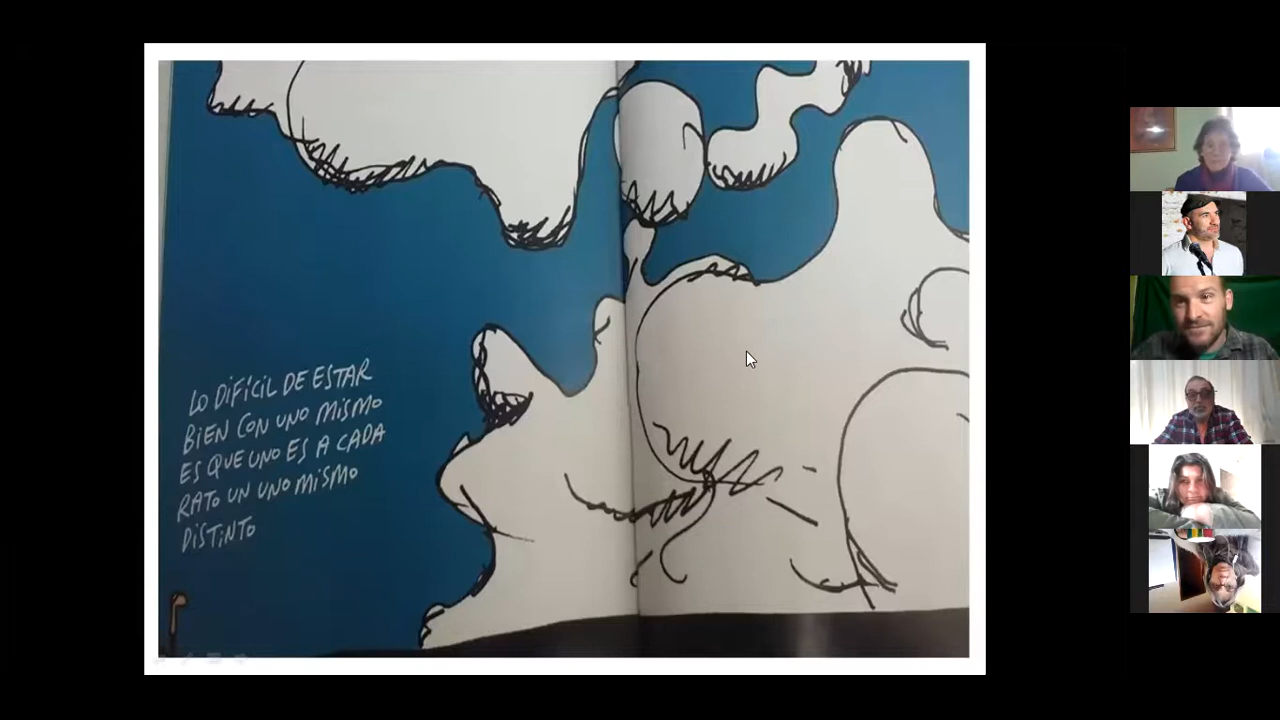 LO DIFÍCIL DE ESTAR
BIEN CON UNO MISMO
ES QUE UNO ES A CADA
RATO UN UNO MISMO
DISTINTO